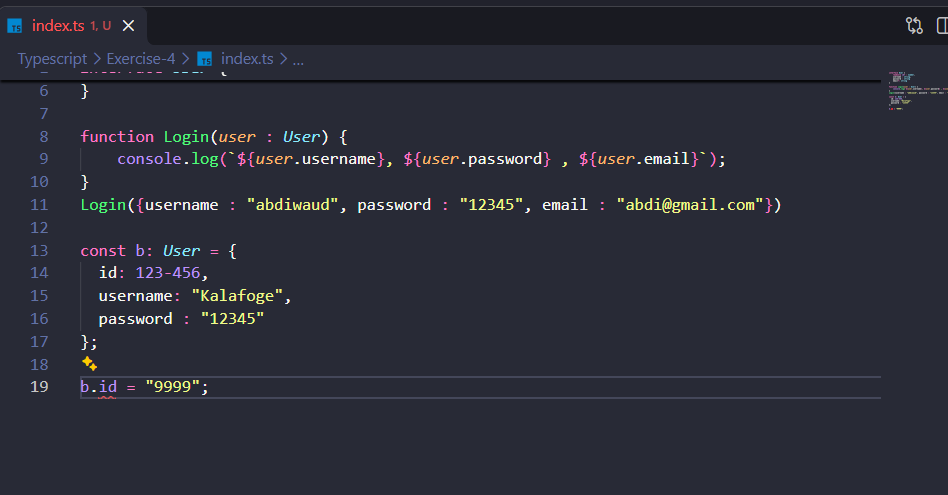 index.ts 1, U
Typescript > Exercise-4 > TS index.ts > ...
6 }
7
8 function Login(user : User) {
9 console.log(`${user.username}, ${user.password} , ${user.email}`);
10 }
11 Login({username : "abdiwaud", password : "12345", email : "abdi@gmail.com"})
12
13 const b: User = {
14 id: 123-456,
15 username: "Kalafoge",
16 password : "12345"
17 };
18
19 b.id = "9999";